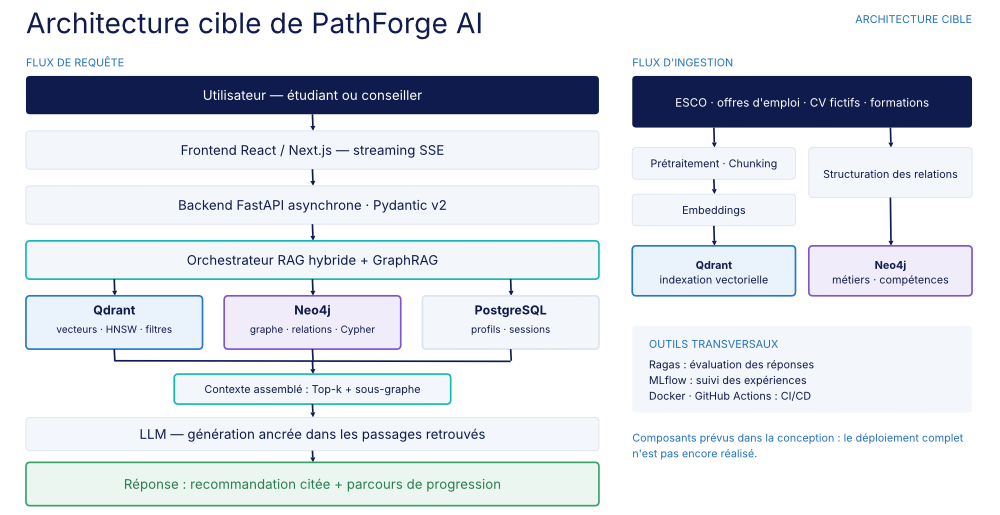 Architecture cible de PathForge AI
ARCHITECTURE CIBLE
FLUX DE REQUÊTE
Utilisateur — étudiant ou conseiller
Frontend React / Next.js — streaming SSE
Backend FastAPI asynchrone · Pydantic v2
Orchestrateur RAG hybride + GraphRAG
Qdrant
vecteurs · HNSW · filtres
Neo4j
graphe · relations · Cypher
PostgreSQL
profils · sessions
Contexte assemblé : Top-k + sous-graphe
LLM — génération ancrée dans les passages retrouvés
Réponse : recommandation citée + parcours de progression
FLUX D'INGESTION
ESCO · offres d'emploi · CV fictifs · formations
Prétraitement · Chunking
Embeddings
Structuration des relations
Qdrant
indexation vectorielle
Neo4j
métiers · compétences
OUTILS TRANSVERSAUX
Ragas : évaluation des réponses
MLflow : suivi des expériences
Docker · GitHub Actions : CI/CD
Composants prévus dans la conception : le déploiement complet
n'est pas encore réalisé.